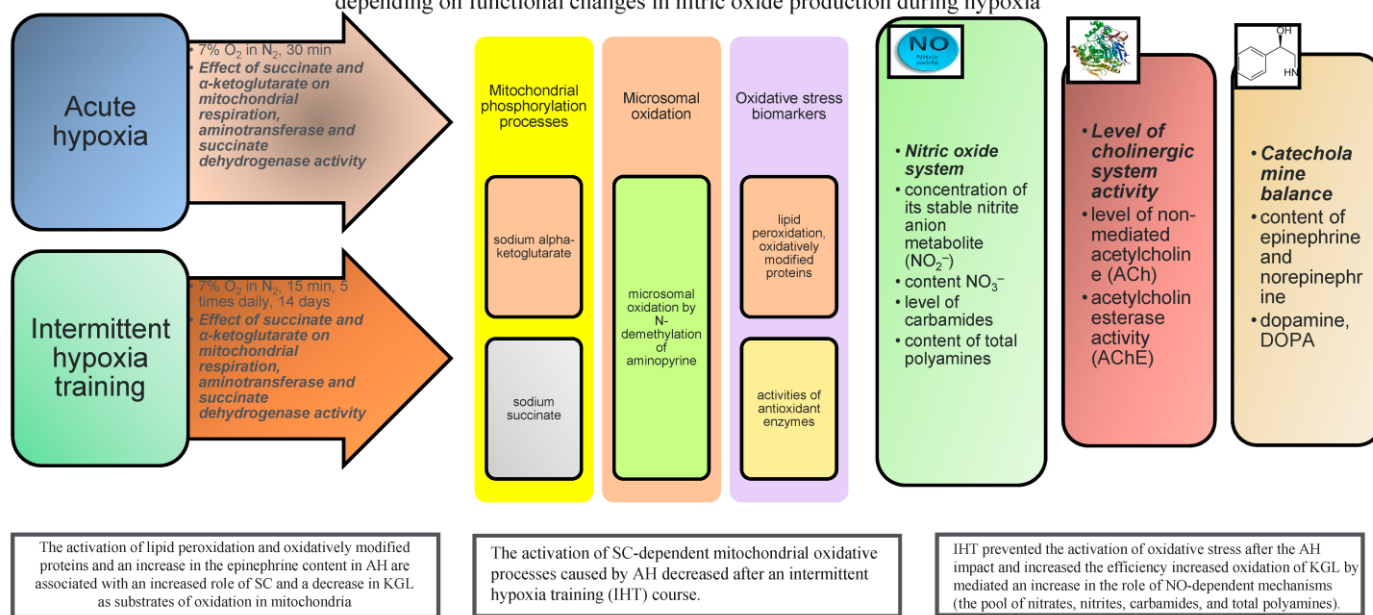 depending on functional changes in nitric oxide production during hypoxia
Acute
hypoxia
• 7% O₂ in N₂, 30 min
• Effect of succinate and
α-ketoglutarate on
mitochondrial
respiration,
aminotransferase and
succinate
dehydrogenase activity
Intermittent
hypoxia
training
• 7% O₂ in N₂, 15 min, 5
times daily, 14 days
• Effect of succinate and
α-ketoglutarate on
mitochondrial
respiration,
aminotransferase and
succinate
dehydrogenase activity
Mitochondrial
phosphorylation
processes
sodium alpha-
ketoglutarate
sodium
succinate
Microsomal
oxidation
microsomal
oxidation by
N-
demethylation
of
aminopyrine
Oxidative stress
biomarkers
lipid
peroxidation,
oxidatively
modified
proteins
activities of
antioxidant
enzymes
NO
Nitric
oxide
• Nitric oxide
system
• concentration of
its stable nitrite
anion
metabolite
(NO₂⁻)
• content NO₃⁻
• level of
carbamides
• content of total
polyamines
• Level of
cholinergic
system
activity
• level of non-
mediated
acetylcholin
e (ACh)
• acetylcholin
esterase
activity
(AChE)
OH
HN
• Catechola
mine
balance
• content of
epinephrine
and
norepinephr
ine
• dopamine,
DOPA
The activation of lipid peroxidation and oxidatively modified
proteins and an increase in the epinephrine content in AH are
associated with an increased role of SC and a decrease in KGL
as substrates of oxidation in mitochondria
The activation of SC-dependent mitochondrial oxidative
processes caused by AH decreased after an intermittent
hypoxia training (IHT) course.
IHT prevented the activation of oxidative stress after the AH
impact and increased the efficiency increased oxidation of KGL by
mediated an increase in the role of NO-dependent mechanisms
(the pool of nitrates, nitrites, carbamides, and total polyamines).